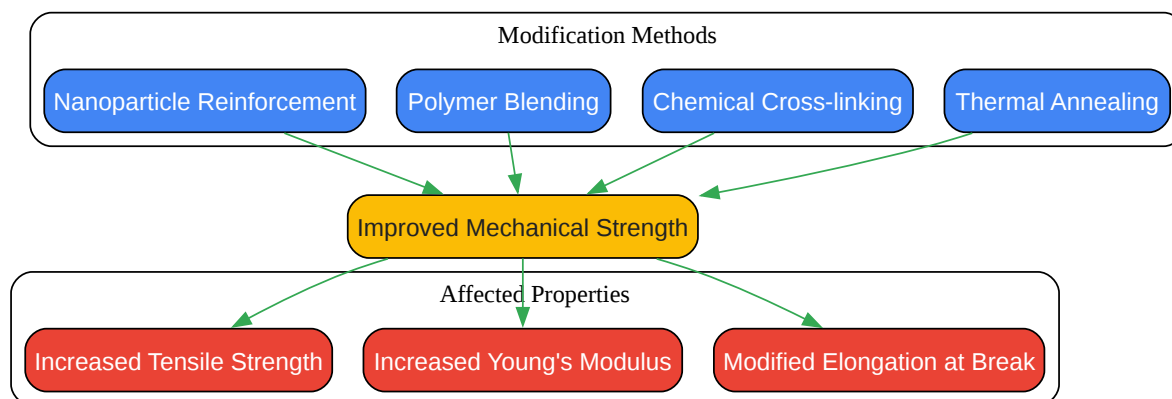 Modification Methods
Nanoparticle Reinforcement
Polymer Blending
Chemical Cross-linking
Thermal Annealing
Improved Mechanical Strength
Affected Properties
Increased Tensile Strength
Increased Young's Modulus
Modified Elongation at Break